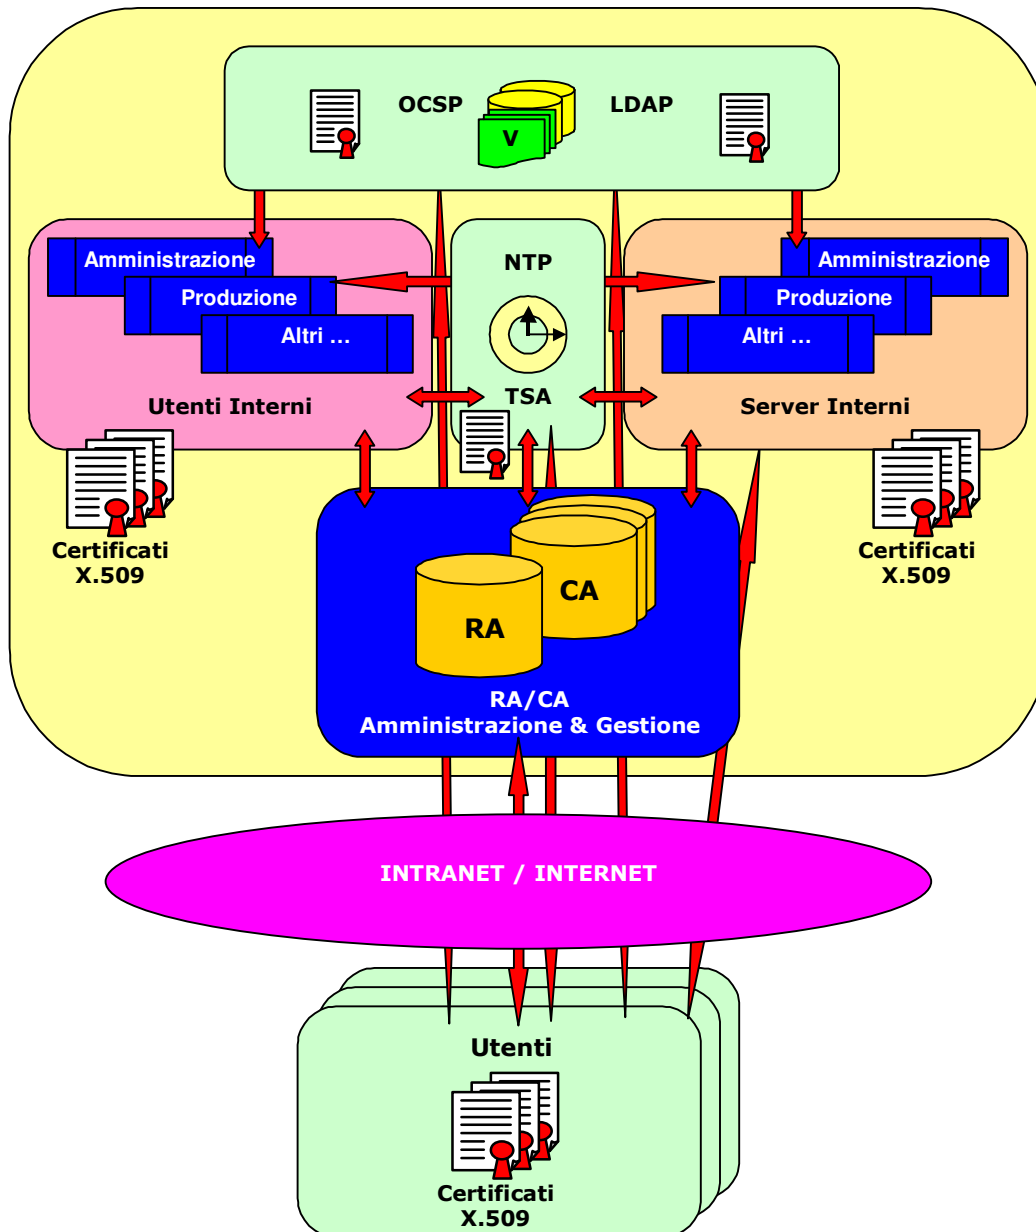 OCSP
LDAP
V
Amministrazione
Produzione
Altri ...
Utenti Interni
NTP
TSA
Amministrazione
Produzione
Altri ...
Server Interni
Certificati
X.509
Certificati
X.509
CA
RA
RA/CA
Amministrazione & Gestione
INTRANET / INTERNET
Utenti
Certificati
X.509